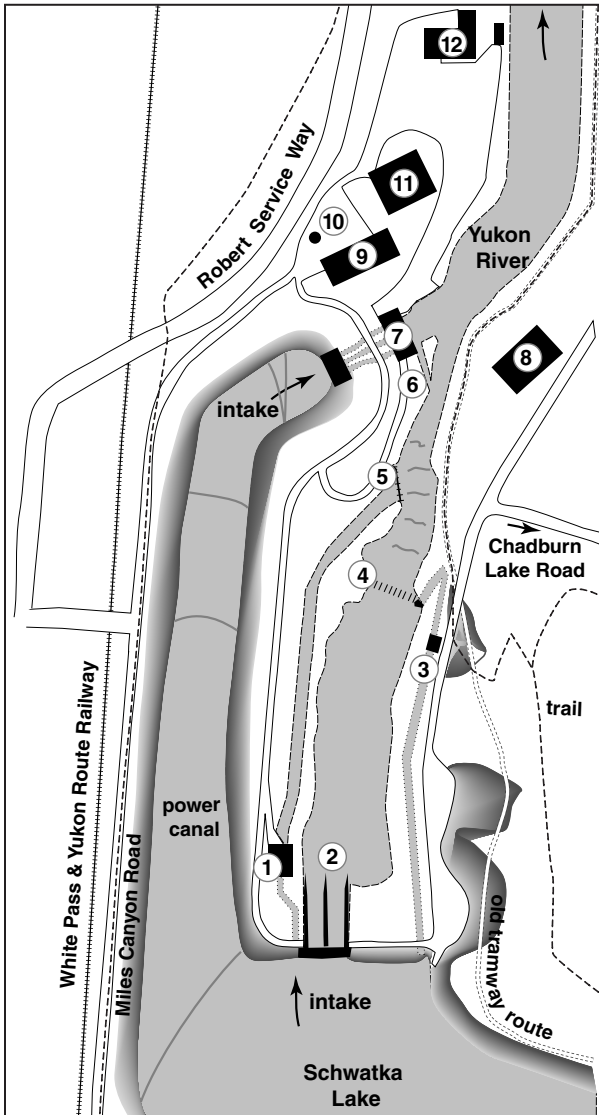 12
Robert Service Way
11
10
9
Yukon
River
7
8
6
intake
5
Chadburn
Lake Road
4
3
trail
White Pass & Yukon Route Railway
power
canal
Miles Canyon Road
1
2
old tramway route
intake
Schwatka
Lake